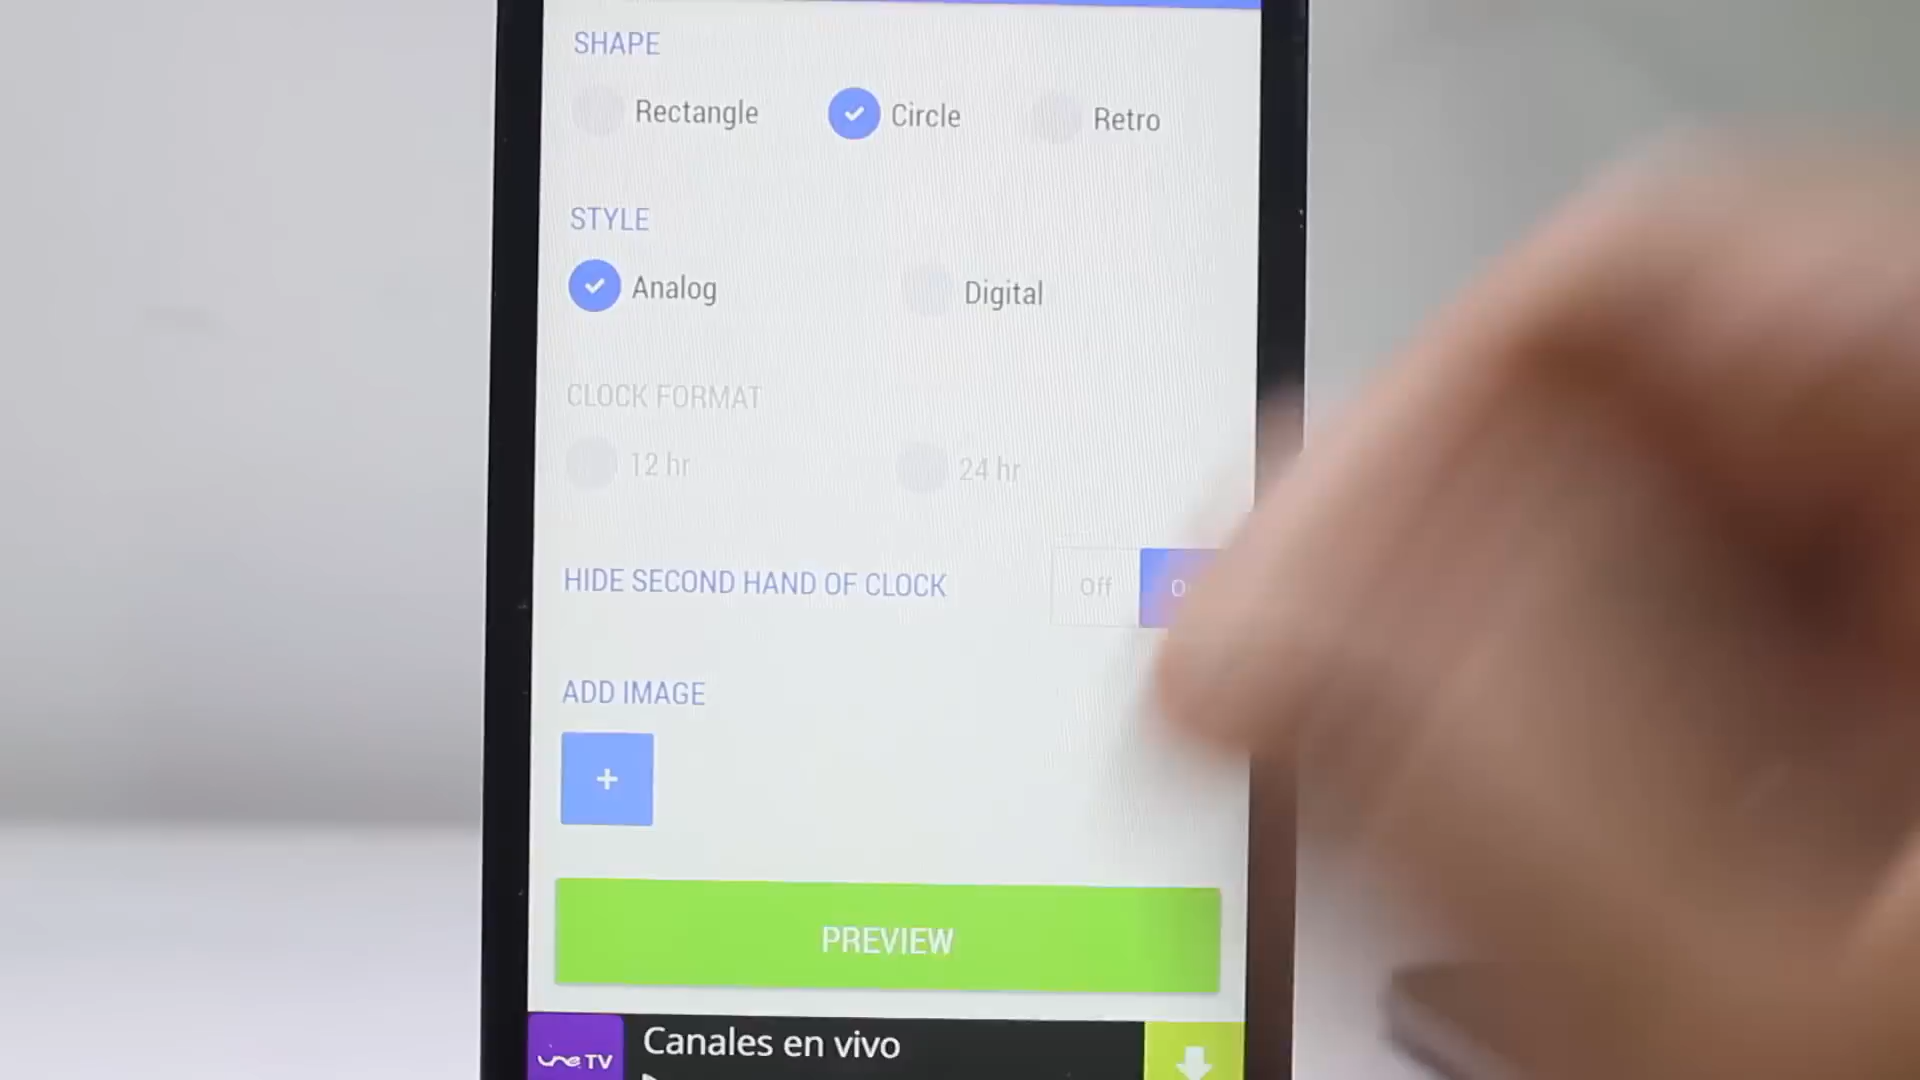 SHAPE
Rectangle Circle Retro
STYLE
Analog Digital
CLOCK FORMAT
12 hr 24 hr
HIDE SECOND HAND OF CLOCK Off
ADD IMAGE
+
PREVIEW
Canales en vivo
une TV